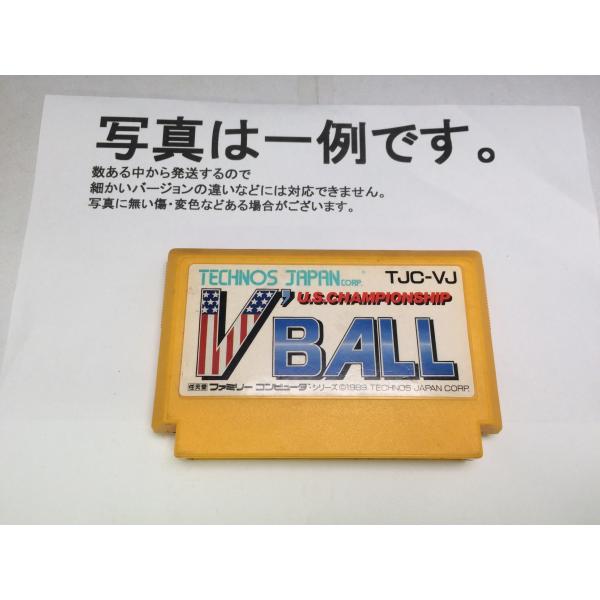 写真は一例です。
数ある中から発送するので
細かいバージョンの違いなどには対応できません。
写真に無い傷・変色などある場合がございます。
TECHNOS JAPAN CORP. TJC-VJ
U.S. CHAMPIONSHIP
V'BALL
任天堂 ファミリー コンピュータ・シリーズ ©1989 TECHNOS JAPAN CORP.